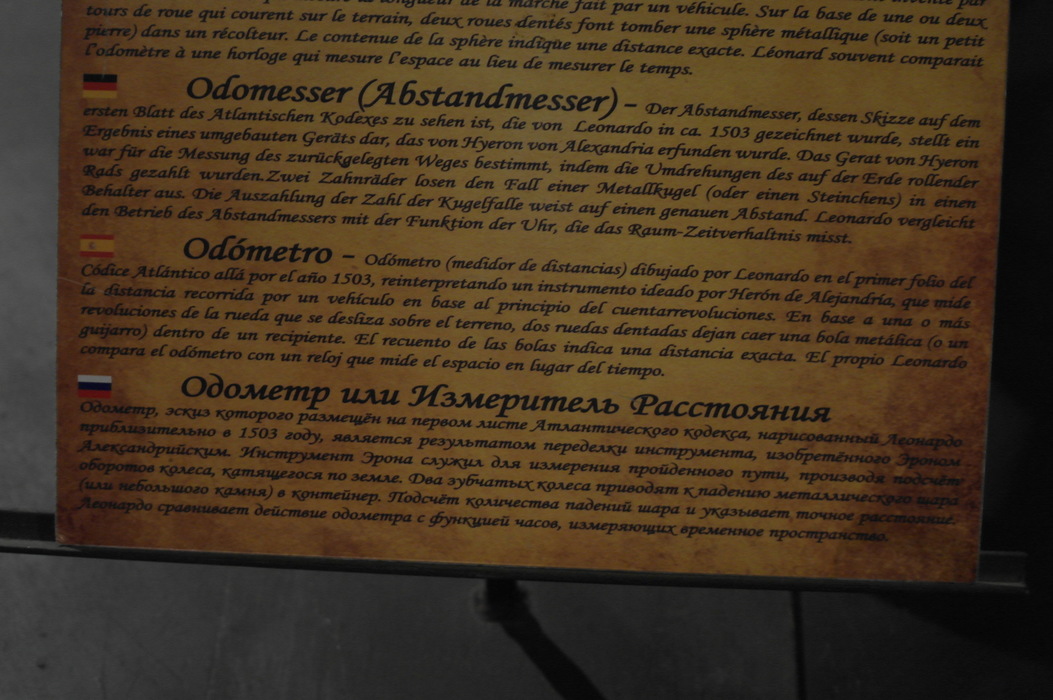 tours de roue qui courent sur le terrain, deux roues dentés font tomber une sphère métallique (soit un petit
pierre) dans un récolteur. Le contenue de la sphère indique une distance exacte. Léonard souvent comparait
l'odomètre à une horloge qui mesure l'espace au lieu de mesurer le temps.
Odomesser (Abstandmesser) – Der Abstandmesser, dessen Skizze auf dem
ersten Blatt des Atlantischen Kodexes zu sehen ist, die von Leonardo in ca. 1503 gezeichnet wurde, stellt ein
Ergebnis eines umgebauten Geräts dar, das von Hyeron von Alexandria erfunden wurde. Das Gerat von Hyeron
war für die Messung des zurückgelegten Weges bestimmt, indem die Umdrehungen des auf der Erde rollender
Rads gezahlt wurden.Zwei Zahnräder losen den Fall einer Metallkugel (oder einen Steinchens) in einen
Behalter aus. Die Auszahlung der Zahl der Kugelfalle weist auf einen genauen Abstand. Leonardo vergleicht
den Betrieb des Abstandmessers mit der Funktion der Uhr, die das Raum-Zeitverhaltnis misst.
Odómetro – Odómetro (medidor de distancias) dibujado por Leonardo en el primer folio del
Códice Atlántico allá por el año 1503, reinterpretando un instrumento ideado por Herón de Alejandría, que mide
la distancia recorrida por un vehículo en base al principio del cuentarrevoluciones. En base a una o más
revoluciones de la rueda que se desliza sobre el terreno, dos ruedas dentadas dejan caer una bola metálica (o un
guijarro) dentro de un recipiente. El recuento de las bolas indica una distancia exacta. El propio Leonardo
compara el odómetro con un reloj que mide el espacio en lugar del tiempo.
Одометр или Измеритель Расстояния
Одометр, эскиз которого размещён на первом листе Атлантического кодекса, нарисованный Леонардо
приблизительно в 1503 году, является результатом переделки инструмента, изобретённого Эроном
Александрийским. Инструмент Эрона служил для измерения пройденного пути, производя подсчёт
оборотов колеса, катящегося по земле. Два зубчатых колеса приводят к падению металлического шара
(или небольшого камня) в контейнер. Подсчёт количества падений шара и указывает точное расстояние.
Леонардо сравнивает действие одометра с функцией часов, измеряющих временное пространство.